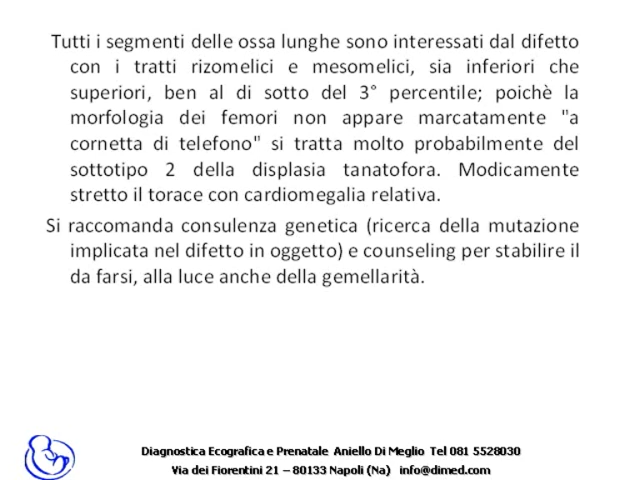 Tutti i segmenti delle ossa lunghe sono interessati dal difetto
con i tratti rizomelici e mesomelici, sia inferiori che
superiori, ben al di sotto del 3° percentile; poichè la
morfologia dei femori non appare marcatamente "a
cornetta di telefono" si tratta molto probabilmente del
sottotipo 2 della displasia tanatofora. Modicamente
stretto il torace con cardiomegalia relativa.
Si raccomanda consulenza genetica (ricerca della mutazione
implicata nel difetto in oggetto) e counseling per stabilire il
da farsi, alla luce anche della gemellarità.
Diagnostica Ecografica e Prenatale Aniello Di Meglio Tel 081 5528030
Via dei Fiorentini 21 – 80133 Napoli (Na) info@dimed.com